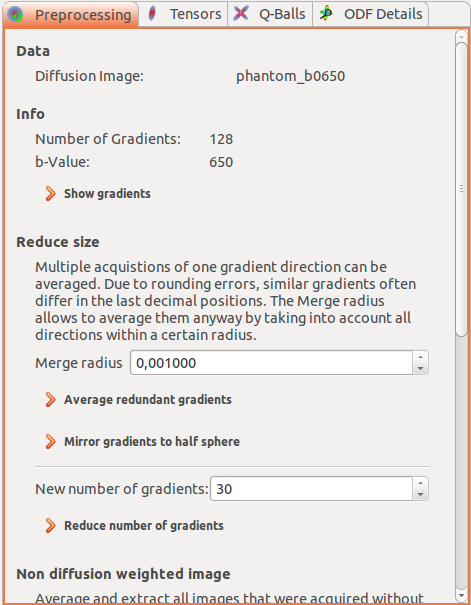 Preprocessing Tensors Q-Balls ODF Details
Data
Diffusion Image: phantom_b0650
Info
Number of Gradients: 128
b-Value: 650
Show gradients
Reduce size
Multiple acquistions of one gradient direction can be
averaged. Due to rounding errors, similar gradients often
differ in the last decimal positions. The Merge radius
allows to average them anyway by taking into account all
directions within a certain radius.
Merge radius 0,001000
Average redundant gradients
Mirror gradients to half sphere
New number of gradients: 30
Reduce number of gradients
Non diffusion weighted image
Average and extract all images that were acquired without